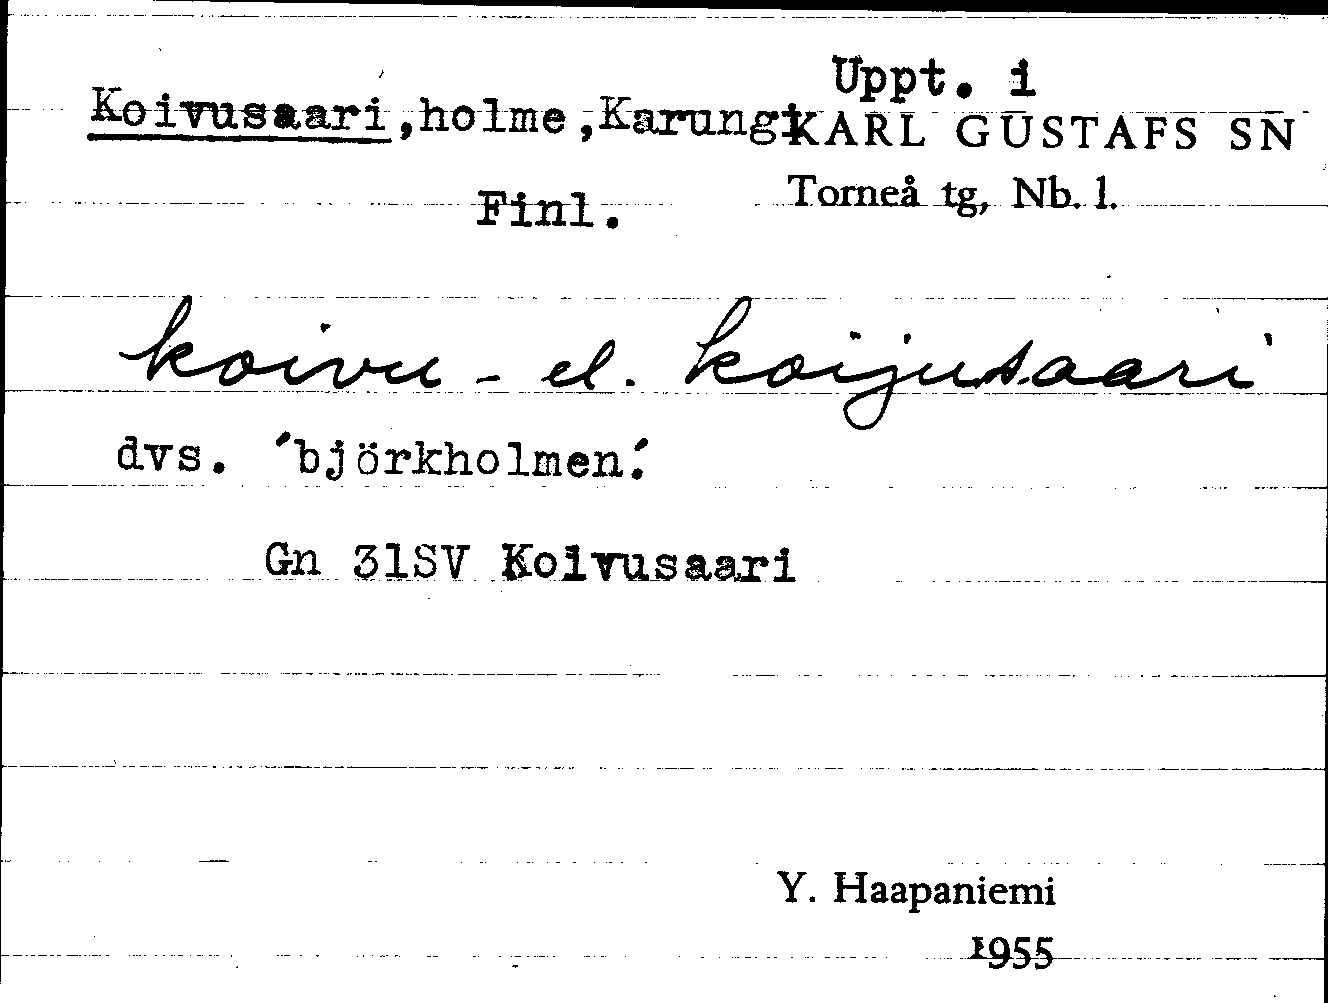 Uppt. i
Koivusaari,holme,Karungi KARL GUSTAFS SN
Finl. Torneå tg, Nb. l.
koivu- el. koijusaari
dvs. ´björkholmen´.
Gn 31SV Koivusaari
Y. Haapaniemi
1955